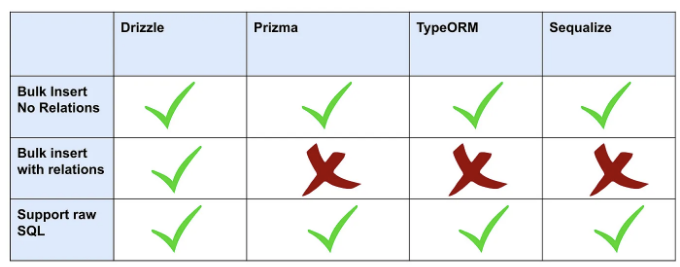 Drizzle Prizma TypeORM Sequalize
Bulk Insert
No Relations
Bulk insert
with relations
Support raw
SQL